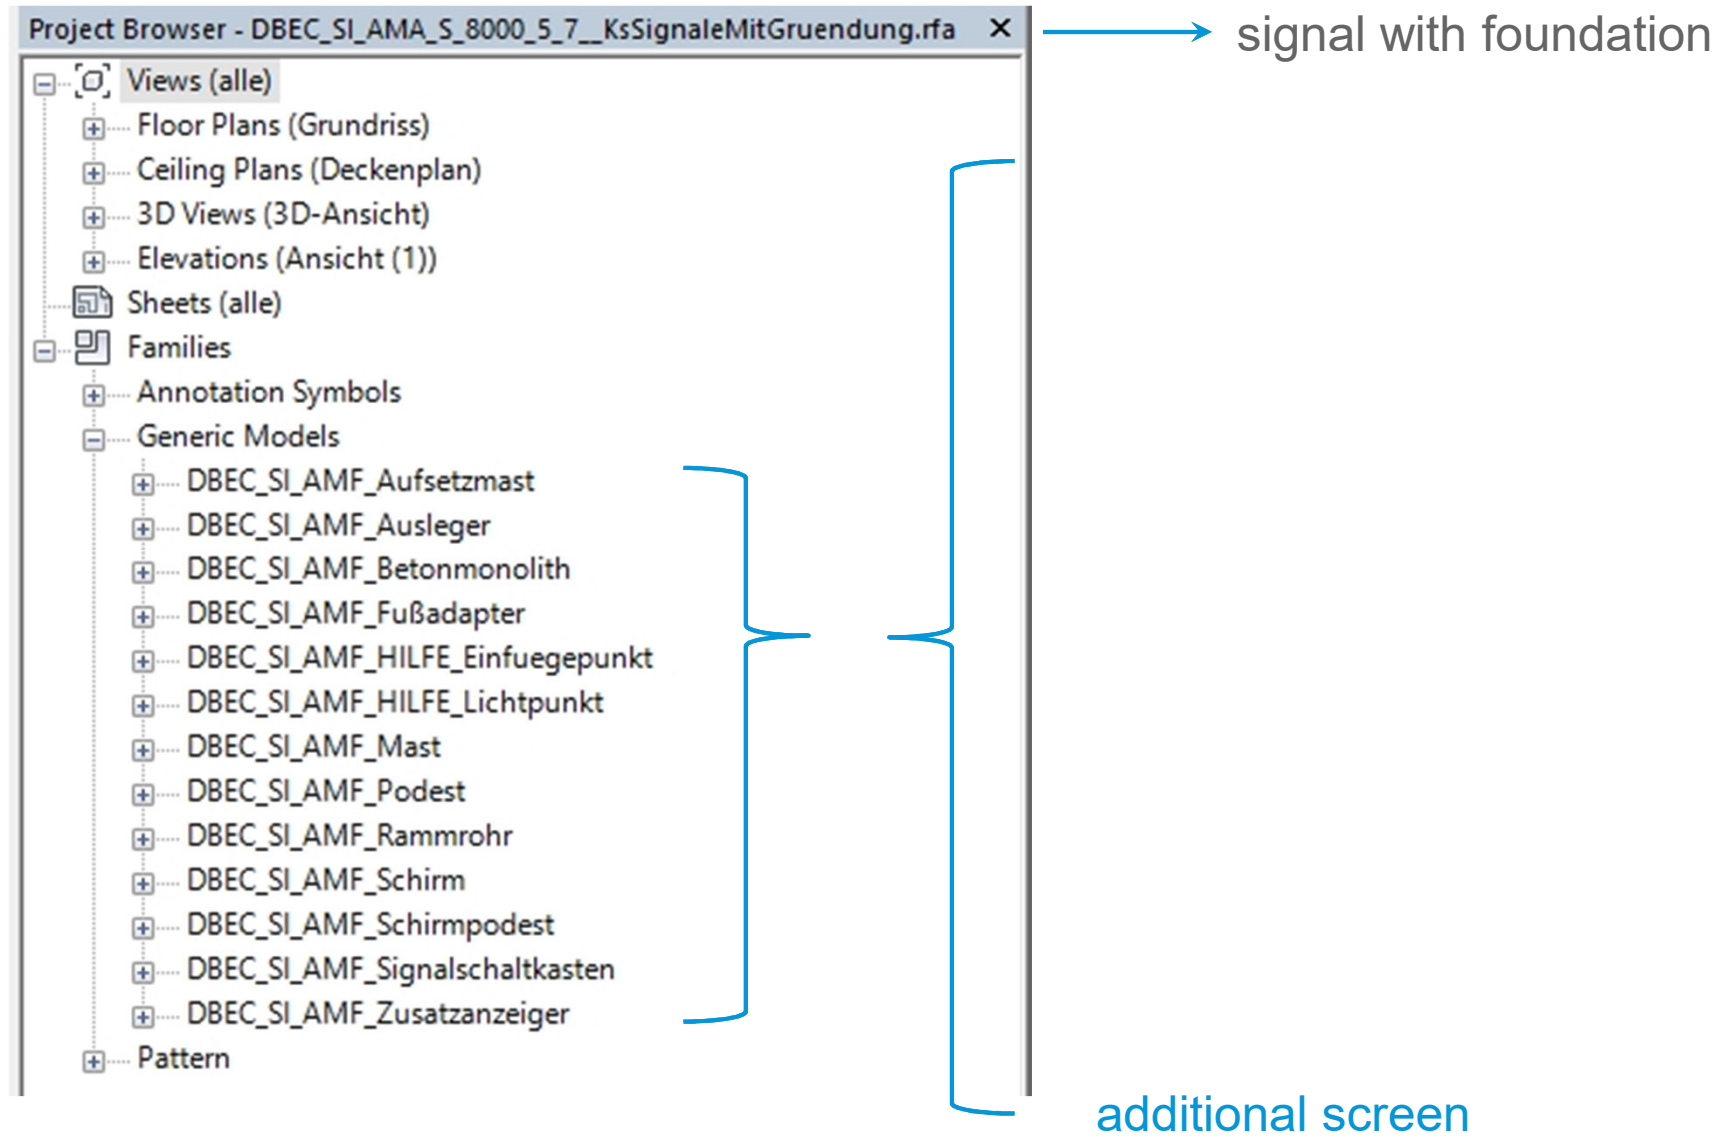 Project Browser - DBEC_SI_AMA_S_8000_5_7__KsSignaleMitGruendung.rfa
signal with foundation
Views (alle)
Floor Plans (Grundriss)
Ceiling Plans (Deckenplan)
3D Views (3D-Ansicht)
Elevations (Ansicht (1))
Sheets (alle)
Families
Annotation Symbols
Generic Models
DBEC_SI_AMF_Aufsetzmast
DBEC_SI_AMF_Ausleger
DBEC_SI_AMF_Betonmonolith
DBEC_SI_AMF_Fußadapter
DBEC_SI_AMF_HILFE_Einfuegepunkt
DBEC_SI_AMF_HILFE_Lichtpunkt
DBEC_SI_AMF_Mast
DBEC_SI_AMF_Podest
DBEC_SI_AMF_Rammrohr
DBEC_SI_AMF_Schirm
DBEC_SI_AMF_Schirmpodest
DBEC_SI_AMF_Signalschaltkasten
DBEC_SI_AMF_Zusatzanzeiger
Pattern
additional screen